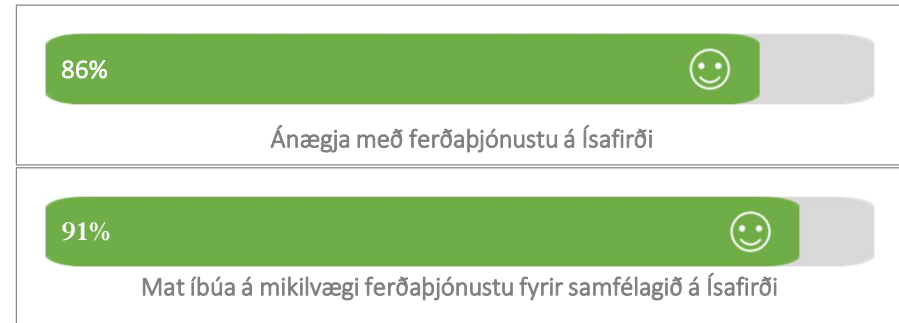 86%
Ánægja með ferðaþjónustu á Ísafirði
91%
Mat íbúa á mikilvægi ferðaþjónustu fyrir samfélagið á Ísafirði